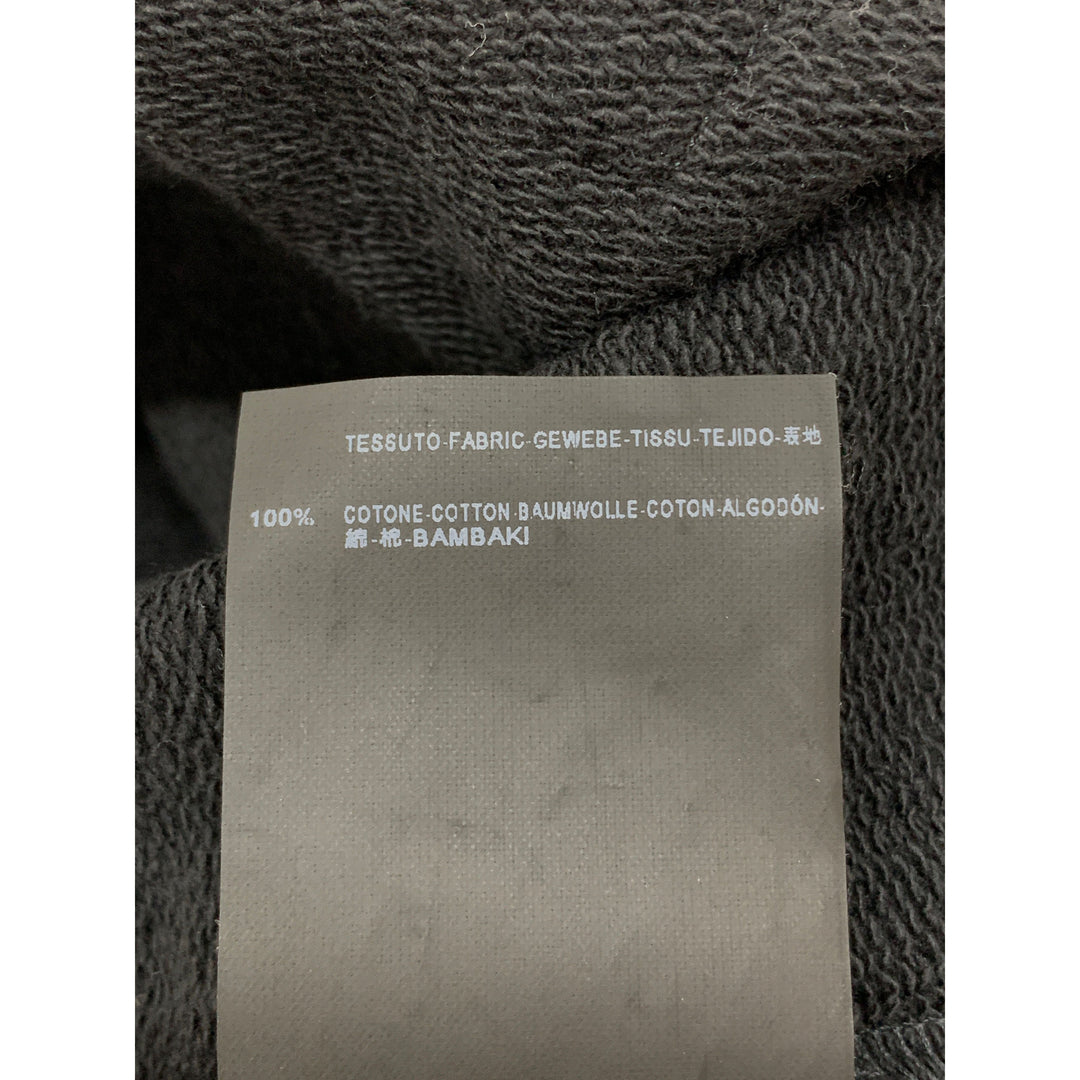 TESSUTO-FABRIC-GEWEBE-TISSU-TEJIDO-表地
100% COTONE-COTTON-BAUMWOLLE-COTON-ALGODÓN-
綿-棉-BAMBAKI